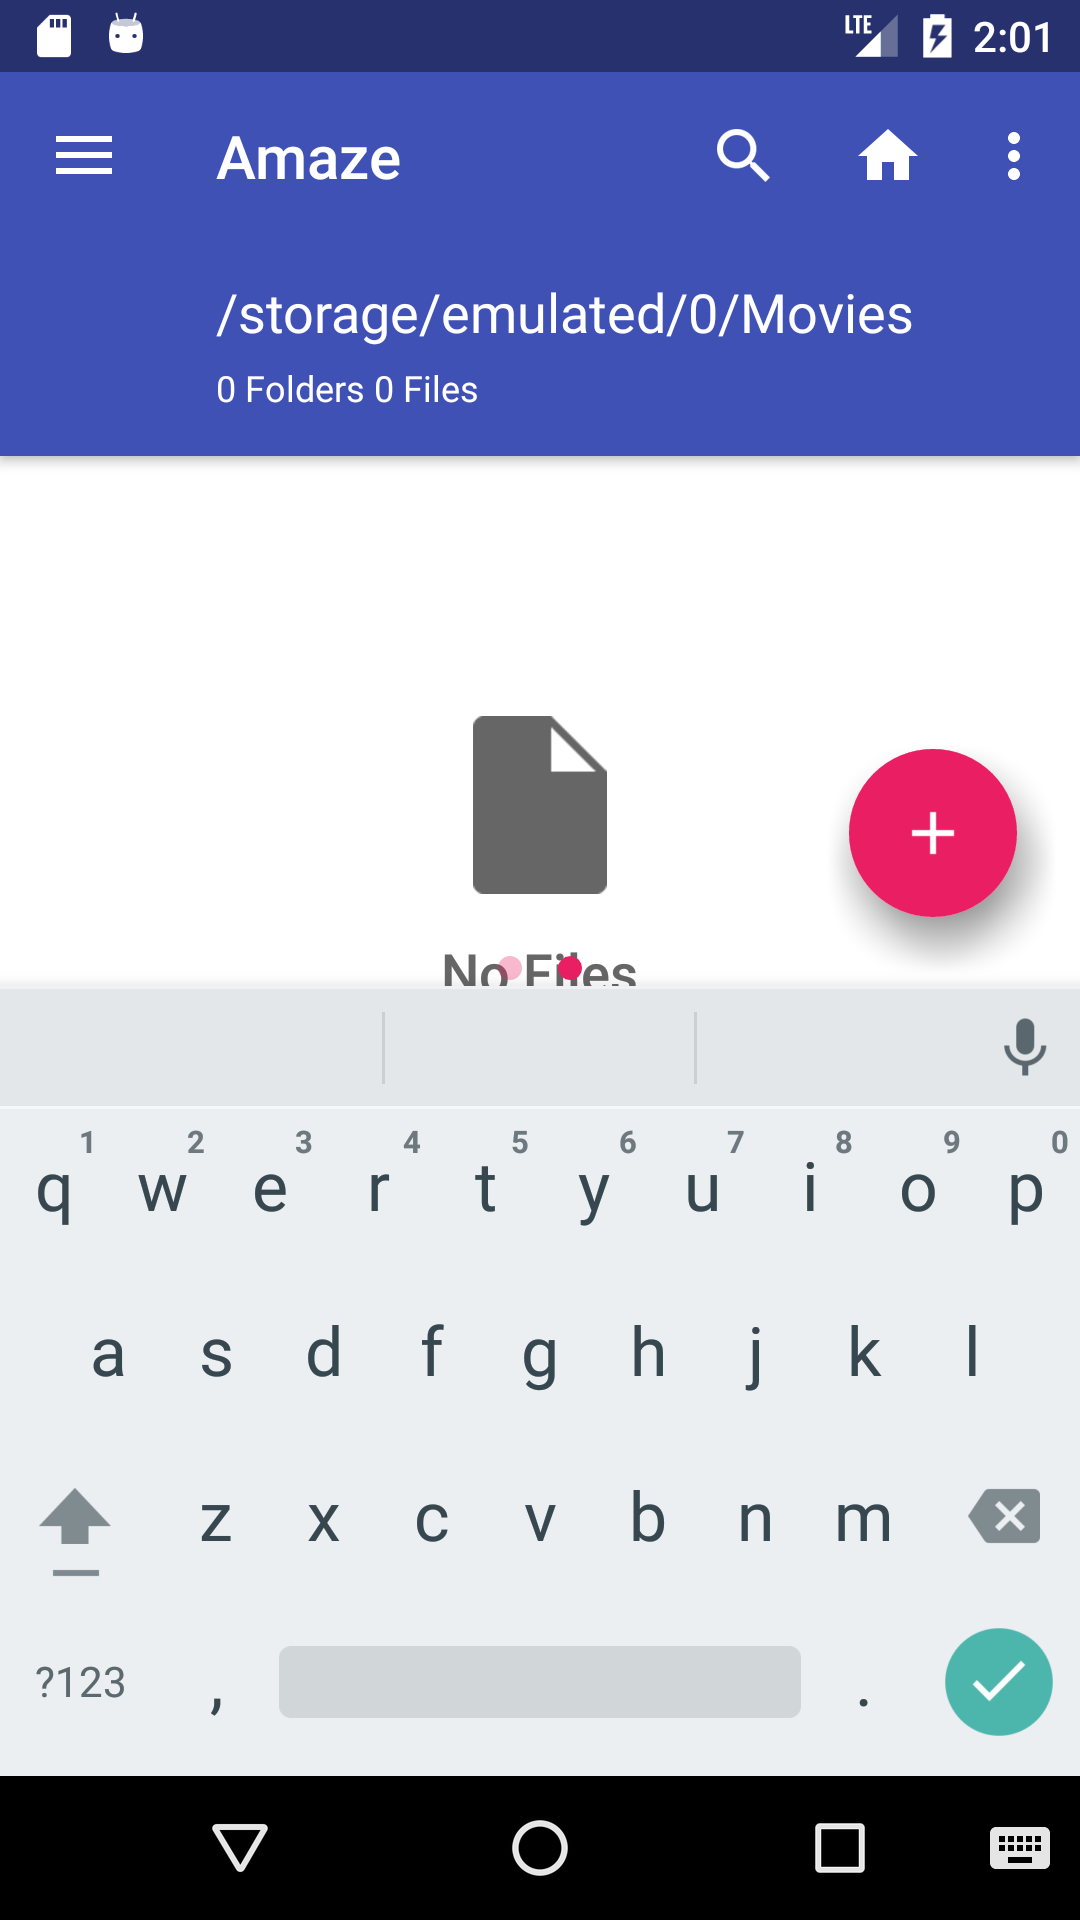 LTE 2:01
Amaze
/storage/emulated/0/Movies
0 Folders 0 Files
No Files
1 2 3 4 5 6 7 8 9 0
q w e r t y u i o p
a s d f g h j k l
z x c v b n m
?123 , .